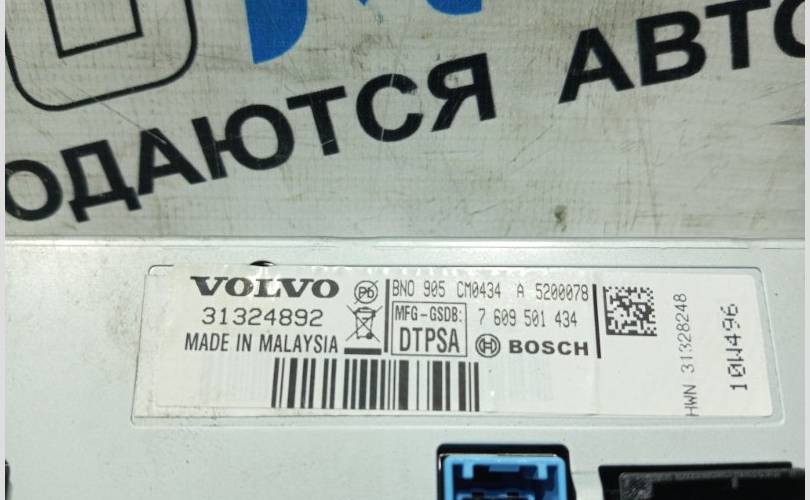 ОДАЮТСЯ АВТО
VOLVO
31324892
MADE IN MALAYSIA
Pb
BNO 905 CM0434 A 5200078
MFG-GSDB:
DTPSA
7 609 501 434
BOSCH
HWN 31328248
10W496